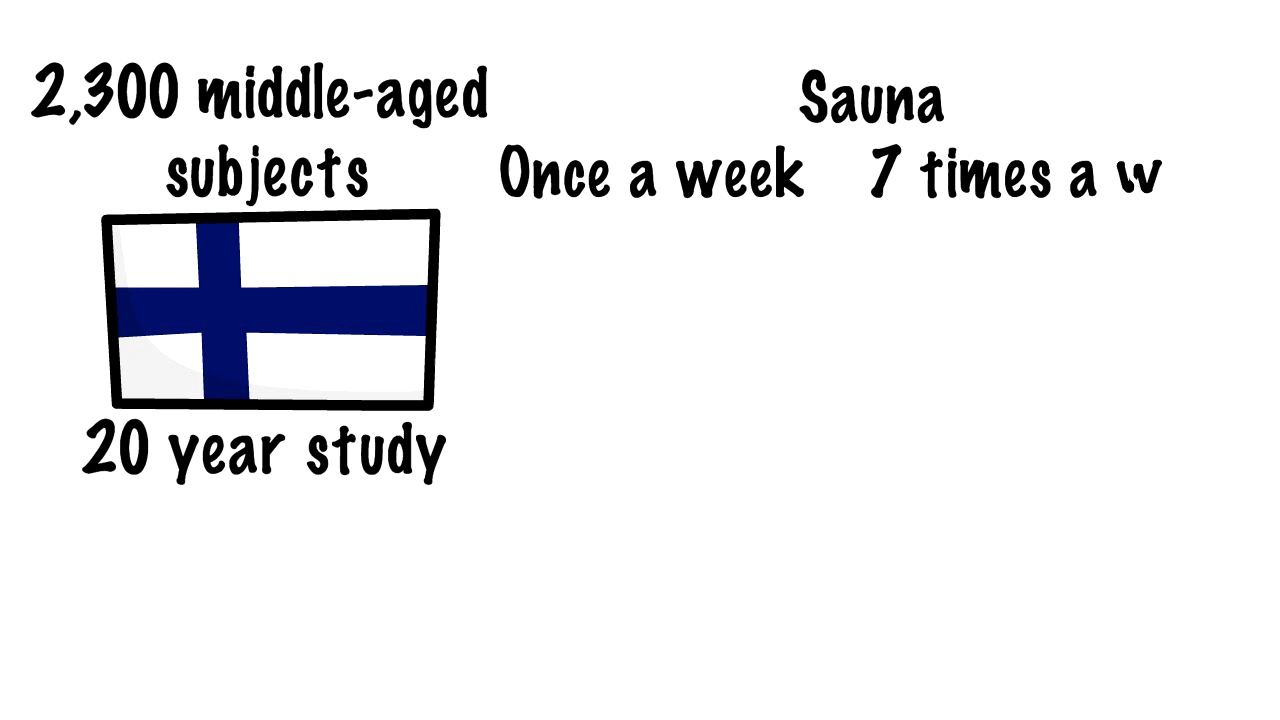 2,300 middle-aged
subjects
20 year study
Sauna
Once a week 7 times a w